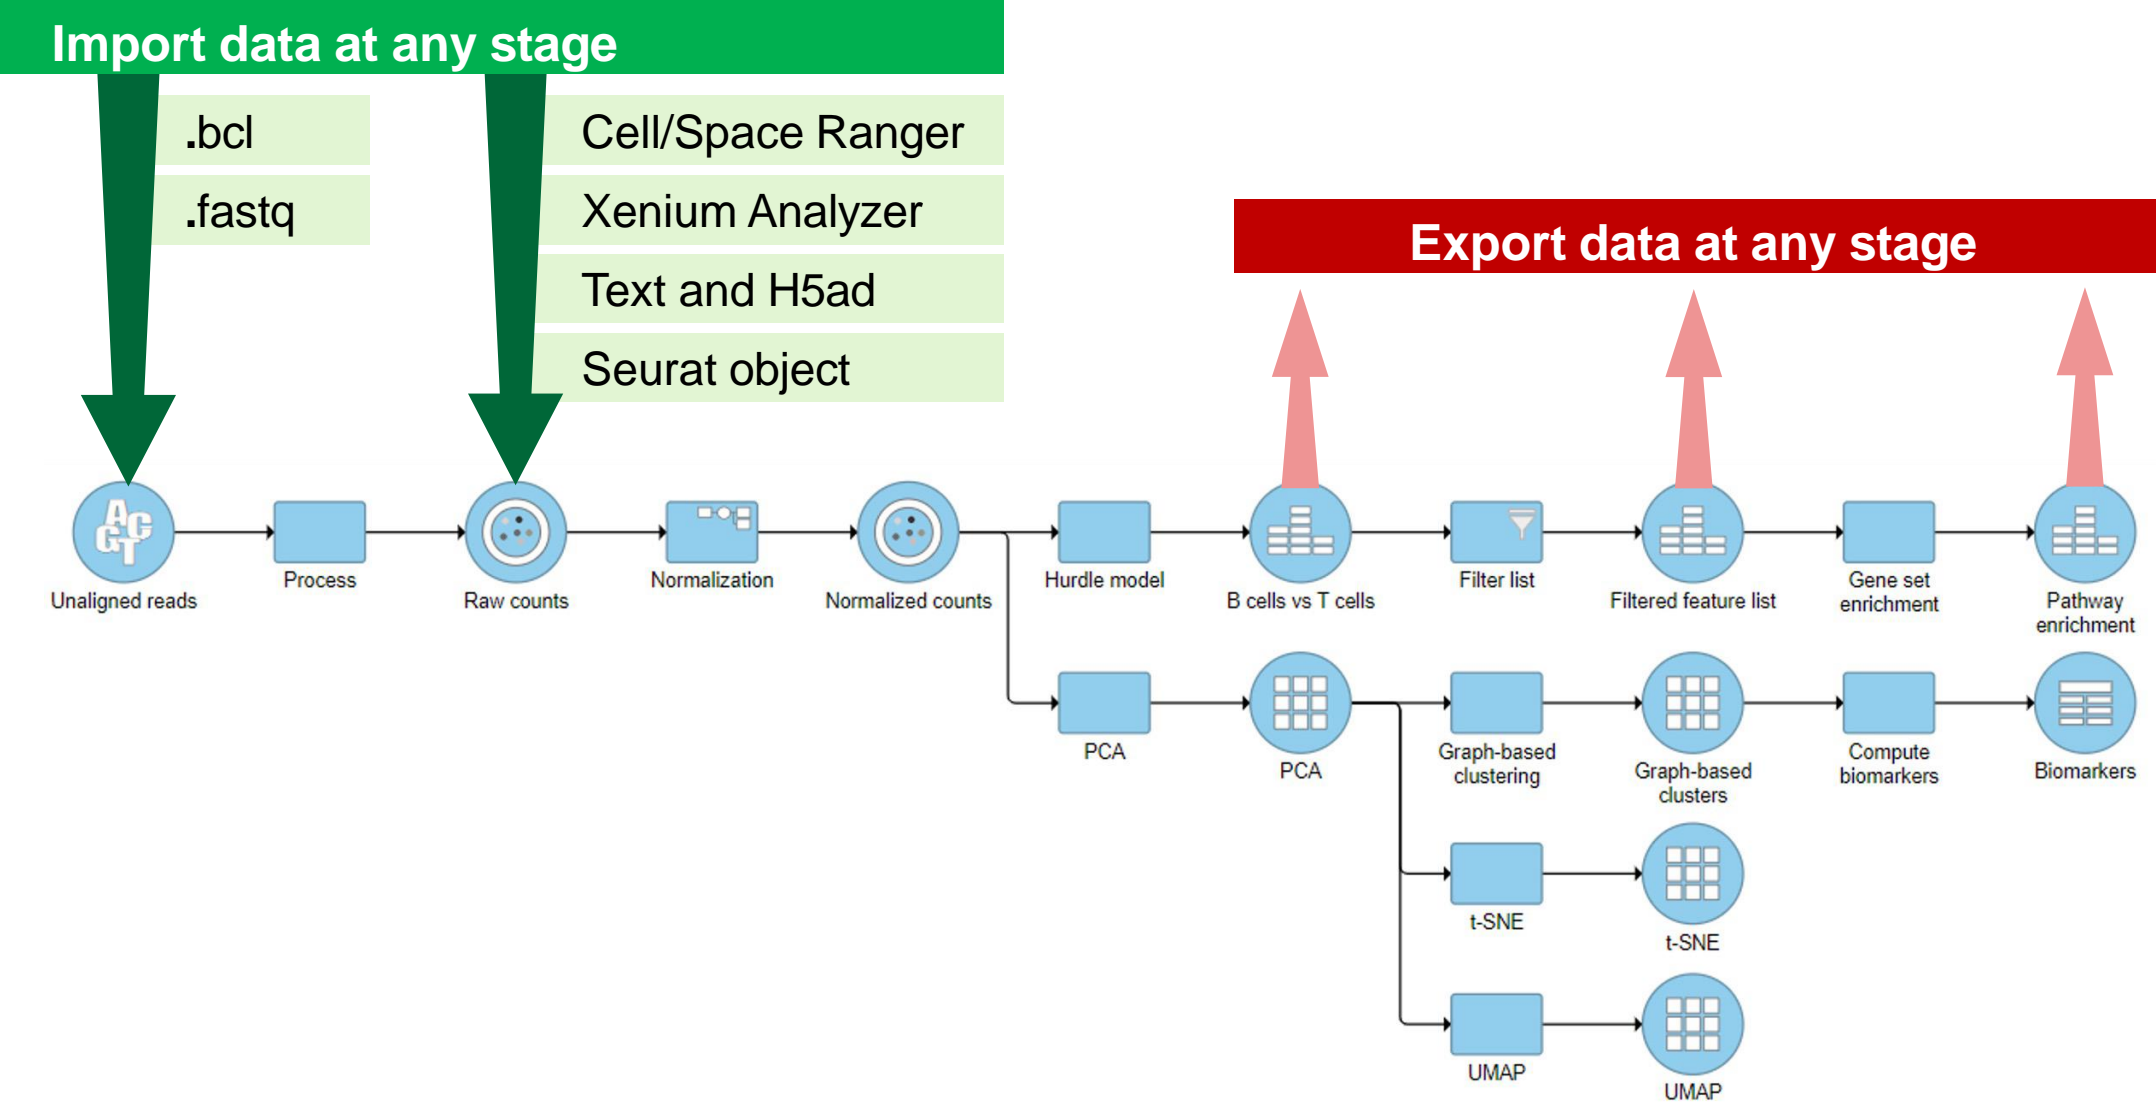 Import data at any stage
.bcl
.fastq
Cell/Space Ranger
Xenium Analyzer
Text and H5ad
Seurat object
Export data at any stage
ACGT
Unaligned reads
Process
Raw counts
Normalization
Normalized counts
Hurdle model
B cells vs T cells
Filter list
Filtered feature list
Gene set
enrichment
Pathway
enrichment
PCA
PCA
Graph-based
clustering
Graph-based
clusters
Compute
biomarkers
Biomarkers
t-SNE
t-SNE
UMAP
UMAP